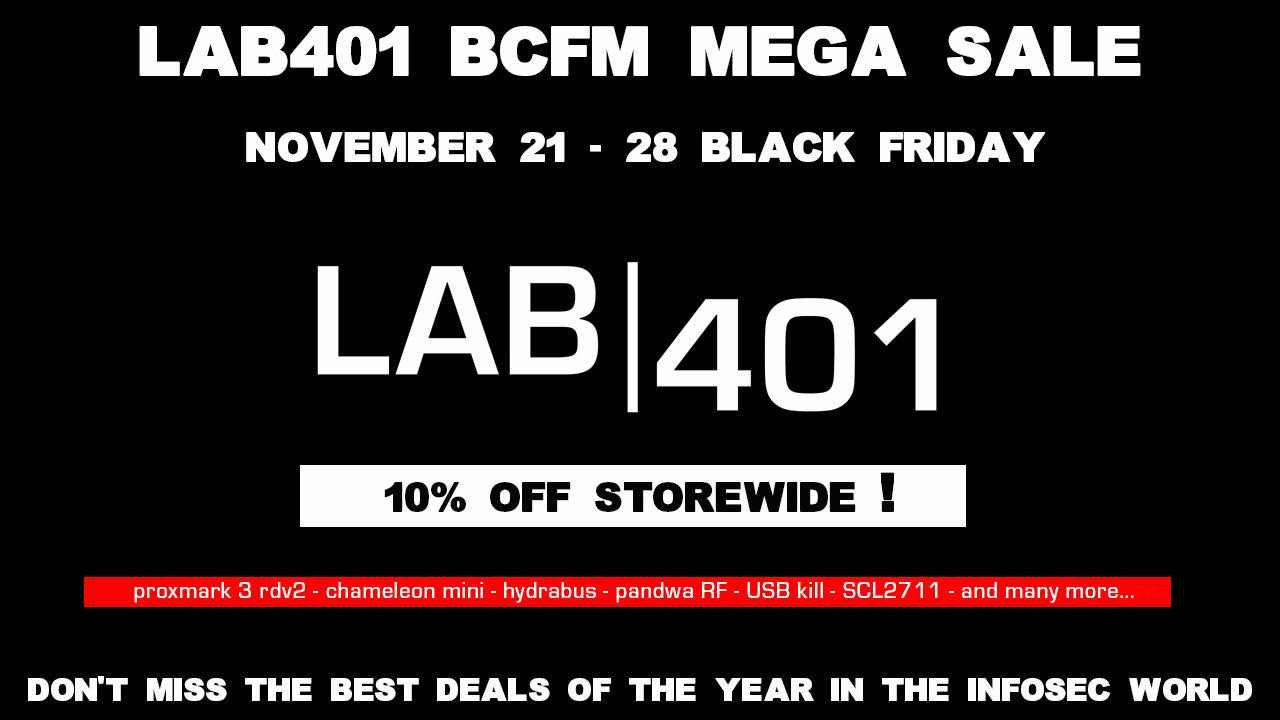 LAB401 BCFM MEGA SALE
NOVEMBER 21 - 28 BLACK FRIDAY
LAB|401
10% OFF STOREWIDE !
proxmark 3 rdv2 - chameleon mini - hydrabus - pandwa RF - USB kill - SCL2711 - and many more...
DON'T MISS THE BEST DEALS OF THE YEAR IN THE INFOSEC WORLD